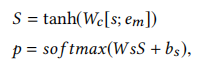 S = tanh(W_c[s; e_m])
p = softmax(WsS + b_s),